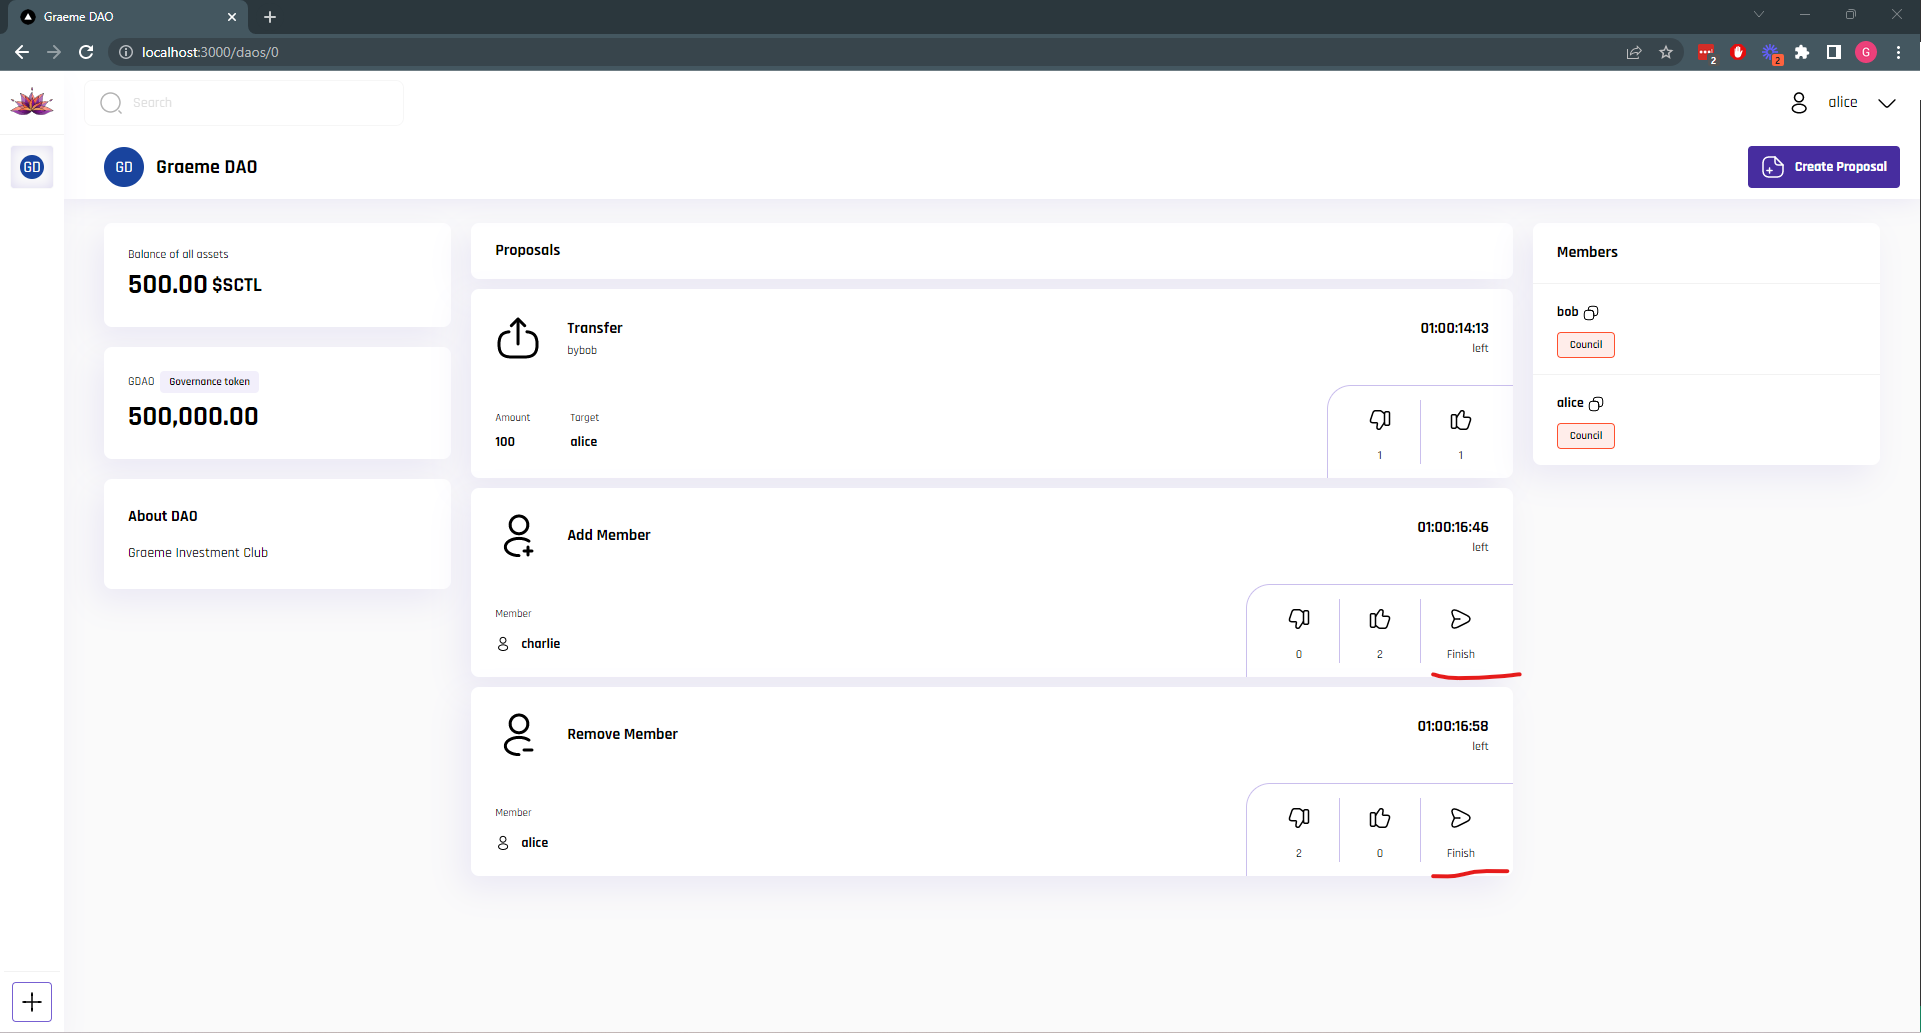 Graeme DAO
localhost:3000/daos/0
2
2
G
Search
alice
GD
GD
Graeme DAO
Create Proposal
Balance of all assets
500.00 $SCTL
GDAO
Governance token
500,000.00
About DAO
Graeme Investment Club
Proposals
Transfer
bybob
01:00:14:13
left
Amount
Target
100
alice
1
1
Add Member
01:00:16:46
left
Member
charlie
0
2
Finish
Remove Member
01:00:16:58
left
Member
alice
2
0
Finish
Members
bob
Council
alice
Council